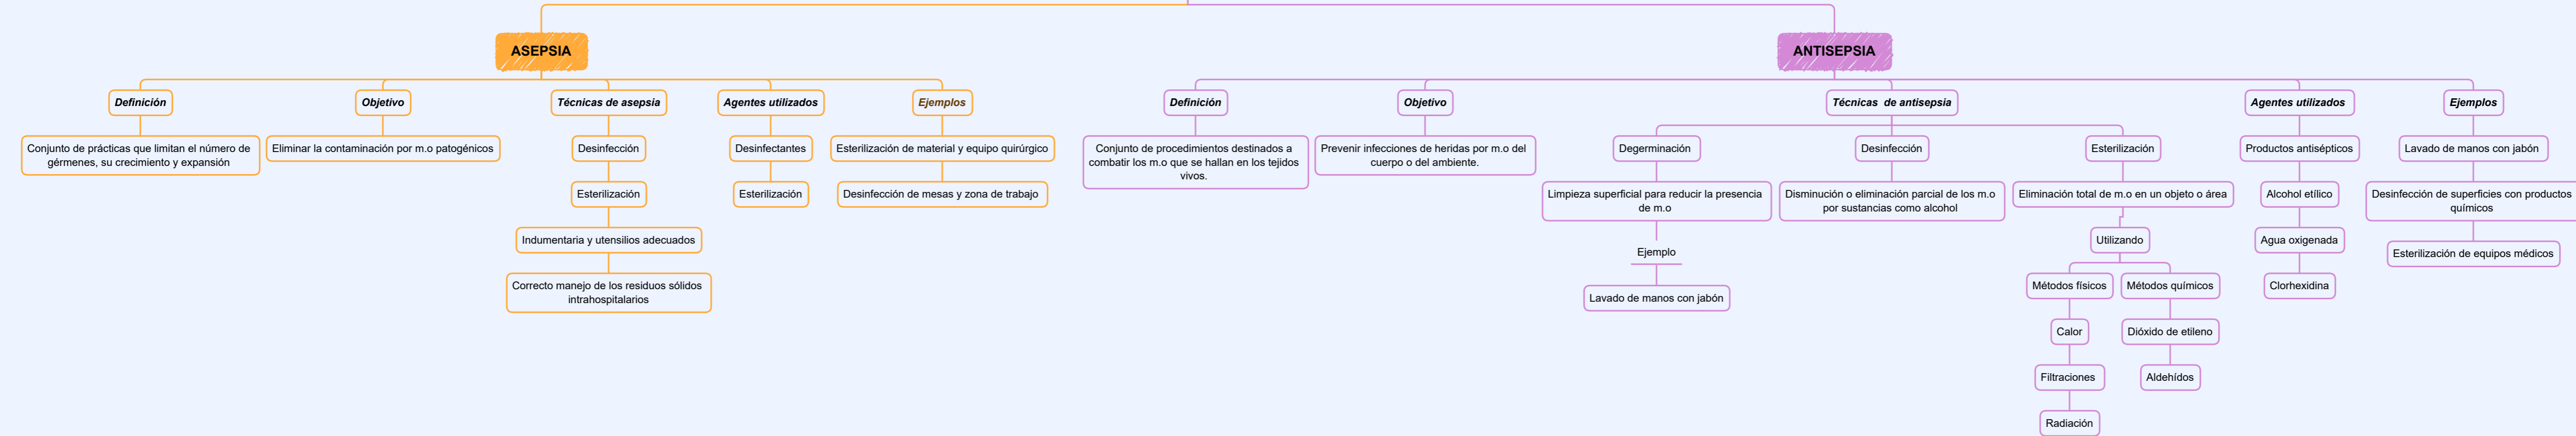 ASEPSIA
Definición
Conjunto de prácticas que limitan el número de
gérmenes, su crecimiento y expansión
Objetivo
Eliminar la contaminación por m.o patogénicos
Técnicas de asepsia
Desinfección
Esterilización
Indumentaria y utensilios adecuados
Correcto manejo de los residuos sólidos
intrahospitalarios
Agentes utilizados
Desinfectantes
Esterilización
Ejemplos
Esterilización de material y equipo quirúrgico
Desinfección de mesas y zona de trabajo
ANTISEPSIA
Definición
Conjunto de procedimientos destinados a
combatir los m.o que se hallan en los tejidos
vivos.
Objetivo
Prevenir infecciones de heridas por m.o del
cuerpo o del ambiente.
Técnicas de antisepsia
Degerminación
Limpieza superficial para reducir la presencia
de m.o
Ejemplo
Lavado de manos con jabón
Desinfección
Disminución o eliminación parcial de los m.o
por sustancias como alcohol
Esterilización
Eliminación total de m.o en un objeto o área
Utilizando
Métodos físicos
Calor
Filtraciones
Radiación
Métodos químicos
Dióxido de etileno
Aldehídos
Agentes utilizados
Productos antisépticos
Alcohol etílico
Agua oxigenada
Clorhexidina
Ejemplos
Lavado de manos con jabón
Desinfección de superficies con productos
químicos
Esterilización de equipos médicos